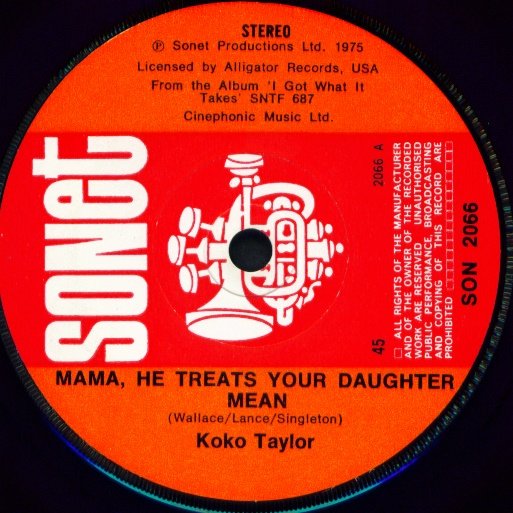 STEREO
℗ Sonet Productions Ltd. 1975
Licensed by Alligator Records, USA
From the Album 'I Got What It
Takes' SNTF 687
Cinephonic Music Ltd.
sonet
2066 A
45
ALL RIGHTS OF THE MANUFACTURER
AND OF THE OWNER OF THE RECORDED
WORK ARE RESERVED UNAUTHORISED
PUBLIC PERFORMANCE, BROADCASTING
AND COPYING OF THIS RECORD ARE
PROHIBITED
SON 2066
MAMA, HE TREATS YOUR DAUGHTER
MEAN
(Wallace/Lance/Singleton)
Koko Taylor